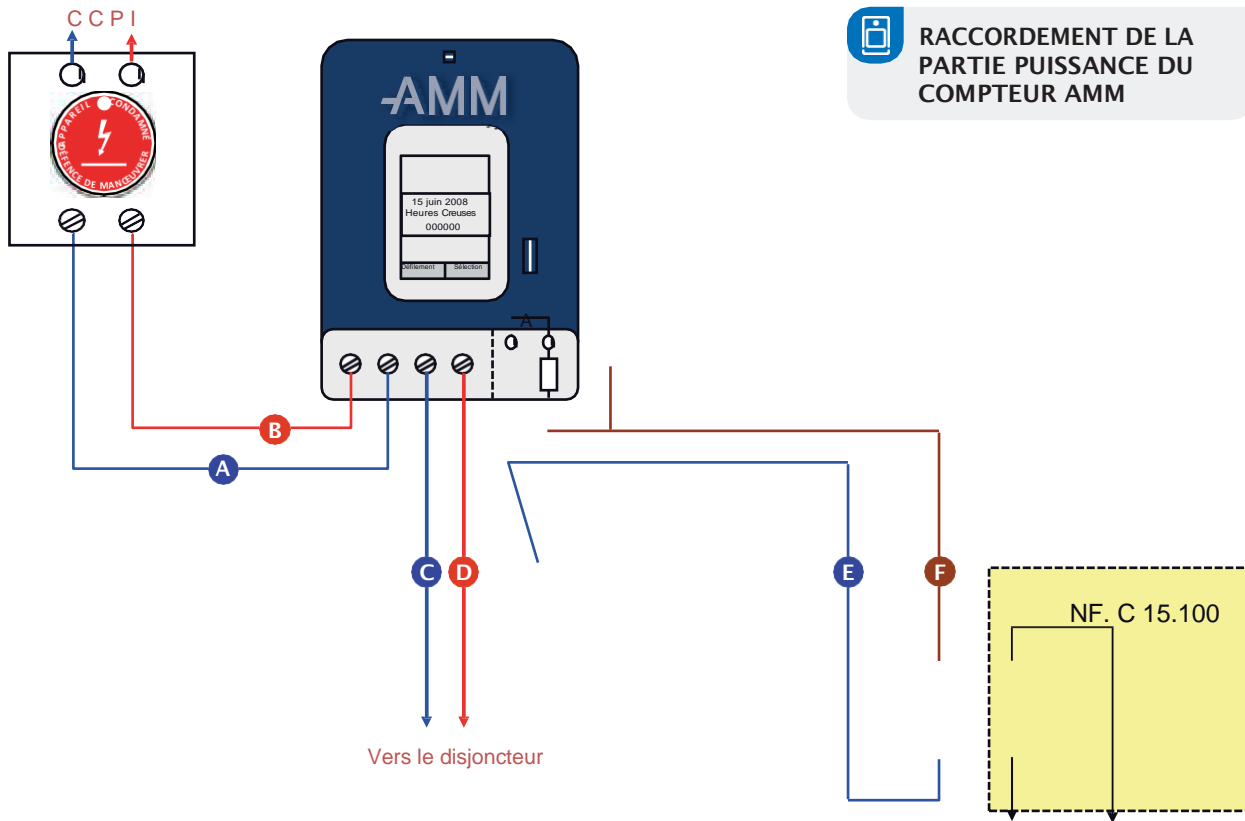 C C P I
APPAREIL CONDAMNÉ
DÉFENCE DE MANŒUVRER
AMM
RACCORDEMENT DE LA
PARTIE PUISSANCE DU
COMPTEUR AMM
15 juin 2008
Heures Creuses
000000
Défilement Sélection
A
B
A
C D E F
NF. C 15.100
Vers le disjoncteur